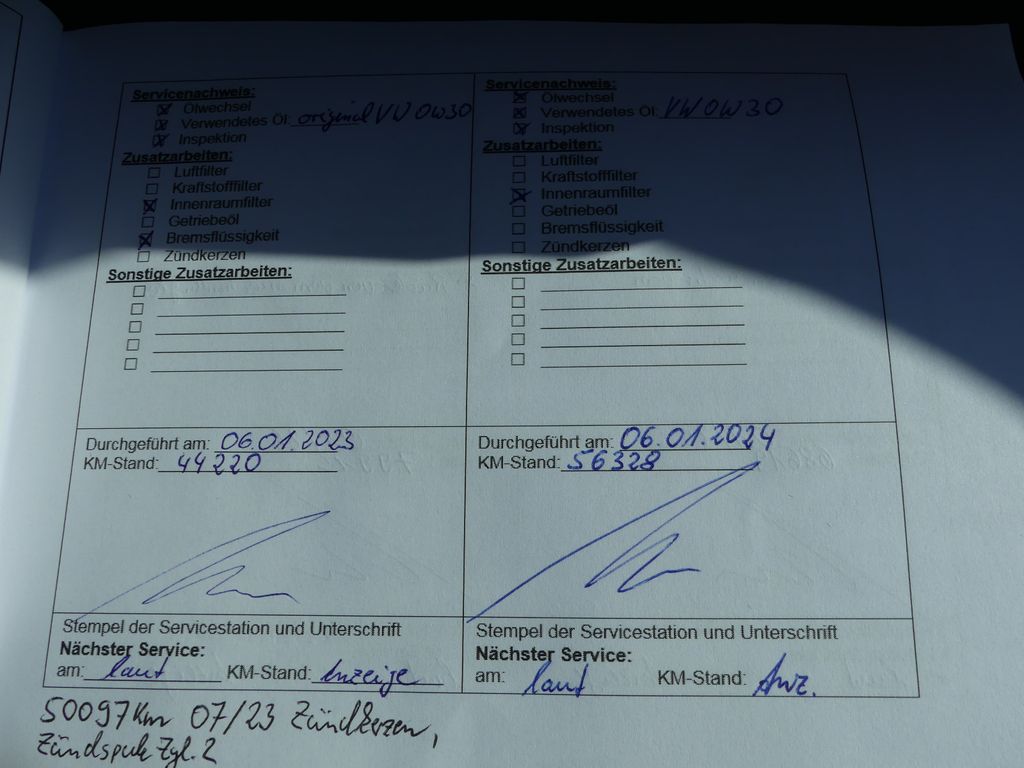 Servicenachweis:
☒ Ölwechsel
☒ Verwendetes Öl: original VW 0W30
☒ Inspektion
Zusatzarbeiten:
☐ Luftfilter
☐ Kraftstofffiller
☒ Innenraumfilter
☐ Getriebeöl
☒ Bremsflüssigkeit
☐ Zündkerzen
Sonstige Zusatzarbeiten:
Durchgeführt am: 06.01.2023
KM-Stand: 44220
Stempel der Servicestation und Unterschrift
Nächster Service:
am: laut KM-Stand: Anzeige
Servicenachweis:
☒ Ölwechsel
☒ Verwendetes Öl: VW 0W30
☒ Inspektion
Zusatzarbeiten:
☐ Luftfilter
☐ Kraftstofffilter
☒ Innenraumfilter
☐ Getriebeöl
☐ Bremsflüssigkeit
☐ Zündkerzen
Sonstige Zusatzarbeiten:
Durchgeführt am: 06.01.2024
KM-Stand: 56328
Stempel der Servicestation und Unterschrift
Nächster Service:
am: laut KM-Stand: Anz.
50097 Km 07/23 Zündkerzen,
Zyl. 2